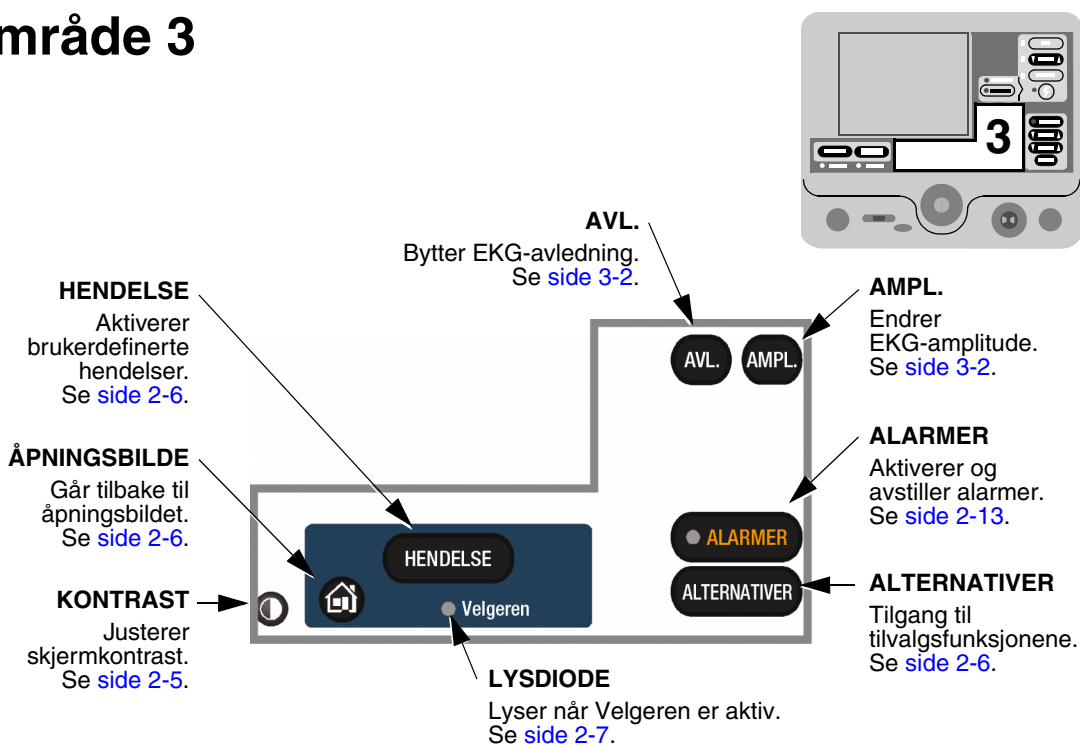 mråde 3
3
AVL.
Bytter EKG-avledning.
Se side 3-2.
HENDELSE
Aktiverer
brukerdefinerte
hendelser.
Se side 2-6.
AMPL.
Endrer
EKG-amplitude.
Se side 3-2.
AVL.
AMPL.
ÅPNINGSBILDE
Går tilbake til
åpningsbildet.
Se side 2-6.
ALARMER
Aktiverer og
avstiller alarmer.
Se side 2-13.
ALARMER
HENDELSE
ALTERNATIVER
Velgeren
KONTRAST
Justerer
skjermkontrast.
Se side 2-5.
ALTERNATIVER
Tilgang til
tilvalgsfunksjonene.
Se side 2-6.
LYSDIODE
Lyser når Velgeren er aktiv.
Se side 2-7.